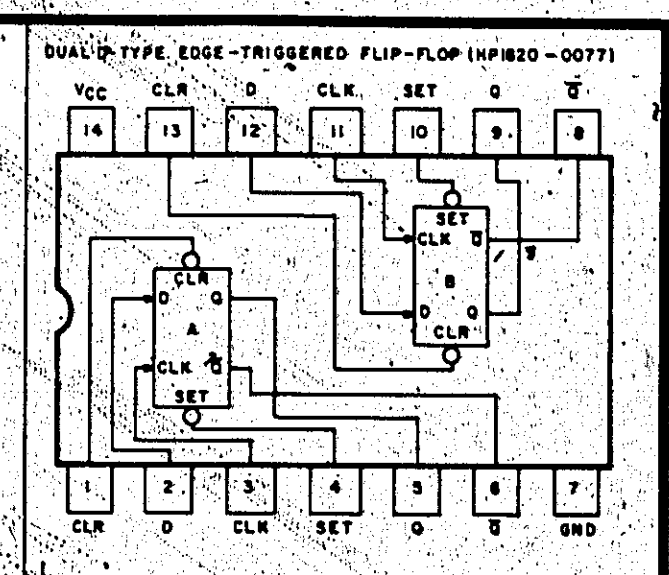 DUAL D-TYPE EDGE-TRIGGERED FLIP-FLOP (HP1820-0077)
VCC CLR D CLK SET Q Q̅
14 13 12 11 10 9 8
SET
CLK Q̅
B
D Q
CLR
CLR
D Q
A
CLK Q̅
SET
1 2 3 4 5 6 7
CLR D CLK SET Q Q̅ GND